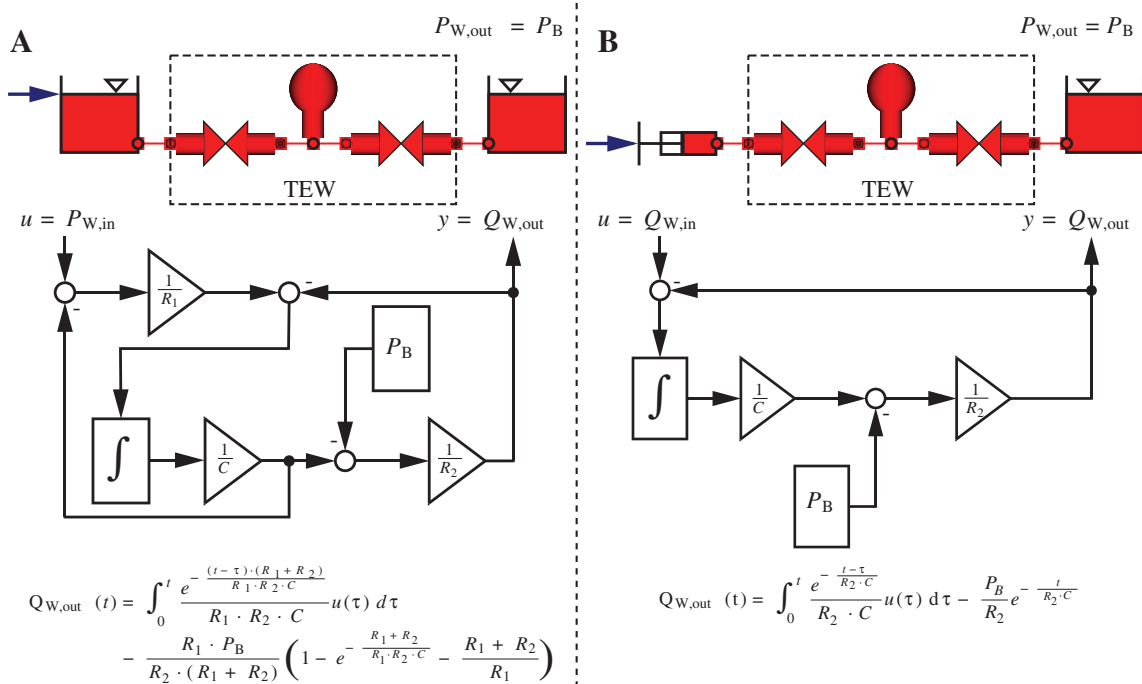 A
P_W,out = P_B
TEW
u = P_W,in
y = Q_W,out
-
1/R_1
-
P_B
-
∫
1/C
1/R_2
Q_W,out (t) = ∫_0^t e^(- (t − τ)·(R_1 + R_2) / R_1·R_2·C) / (R_1 · R_2 · C) u(τ) dτ
− R_1 · P_B / (R_2 · (R_1 + R_2)) (1 − e^(- (R_1 + R_2) / R_1·R_2·C) − (R_1 + R_2) / R_1)
B
P_W,out = P_B
TEW
u = Q_W,in
y = Q_W,out
-
∫
1/C
-
1/R_2
P_B
Q_W,out (t) = ∫_0^t e^(- (t−τ) / R_2·C) / (R_2 · C) u(τ) dτ − P_B / R_2 e^(- t / R_2·C)